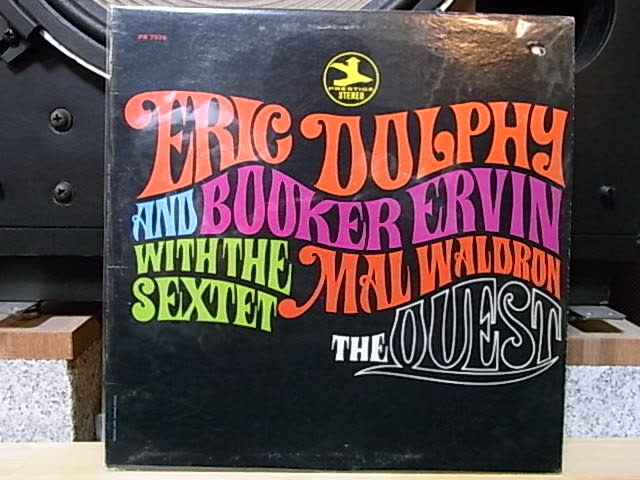 PR 7579
PRESTIGE
STEREO
ERIC DOLPHY
AND BOOKER ERVIN
WITH THE MAL WALDRON
SEXTET
THE QUEST